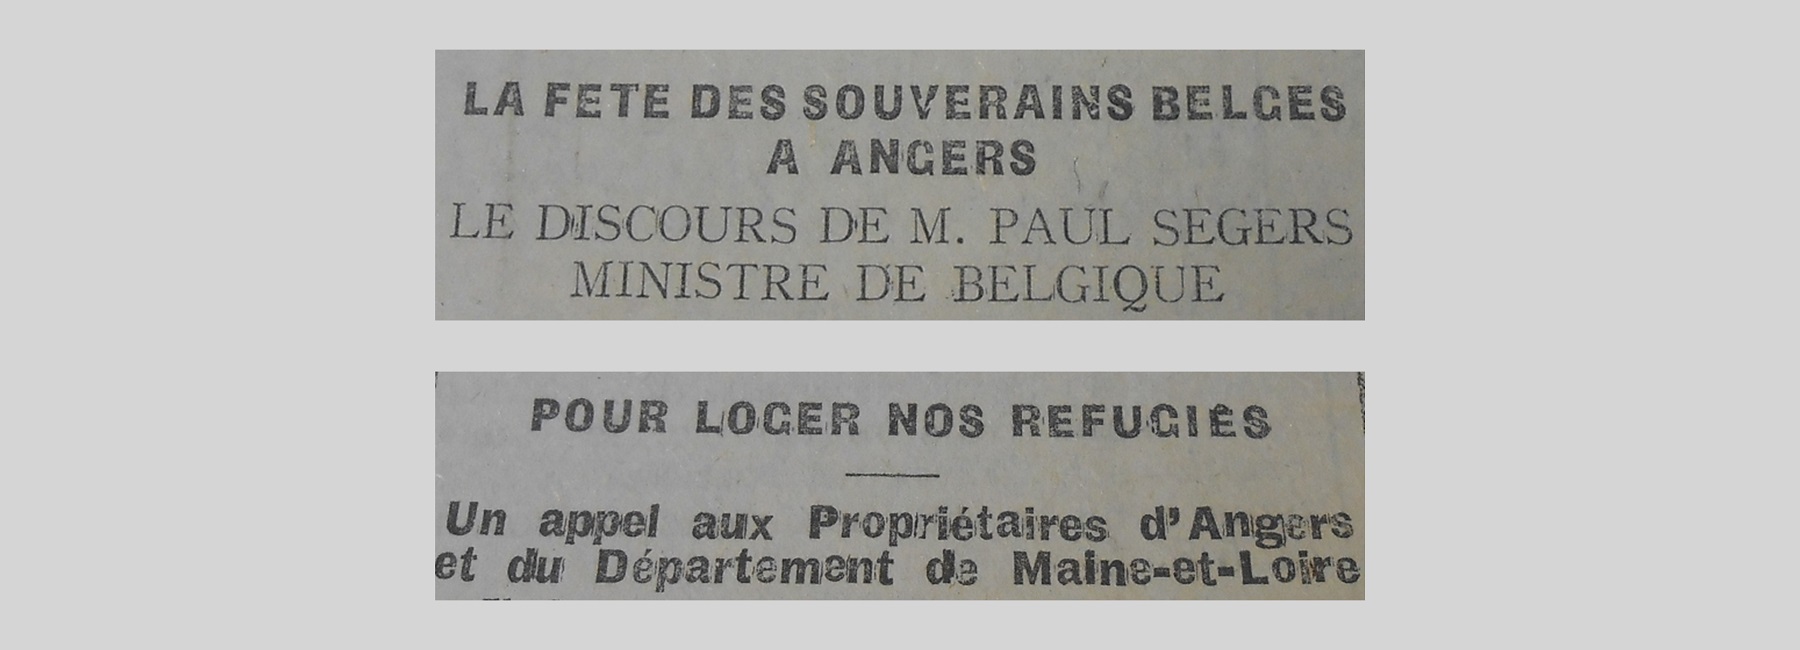 LA FETE DES SOUVERAINS BELGES
A ANGERS
LE DISCOURS DE M. PAUL SEGERS
MINISTRE DE BELGIQUE
POUR LOGER NOS REFUGIÉS
Un appel aux Propriétaires d'Angers
et du Département de Maine-et-Loire